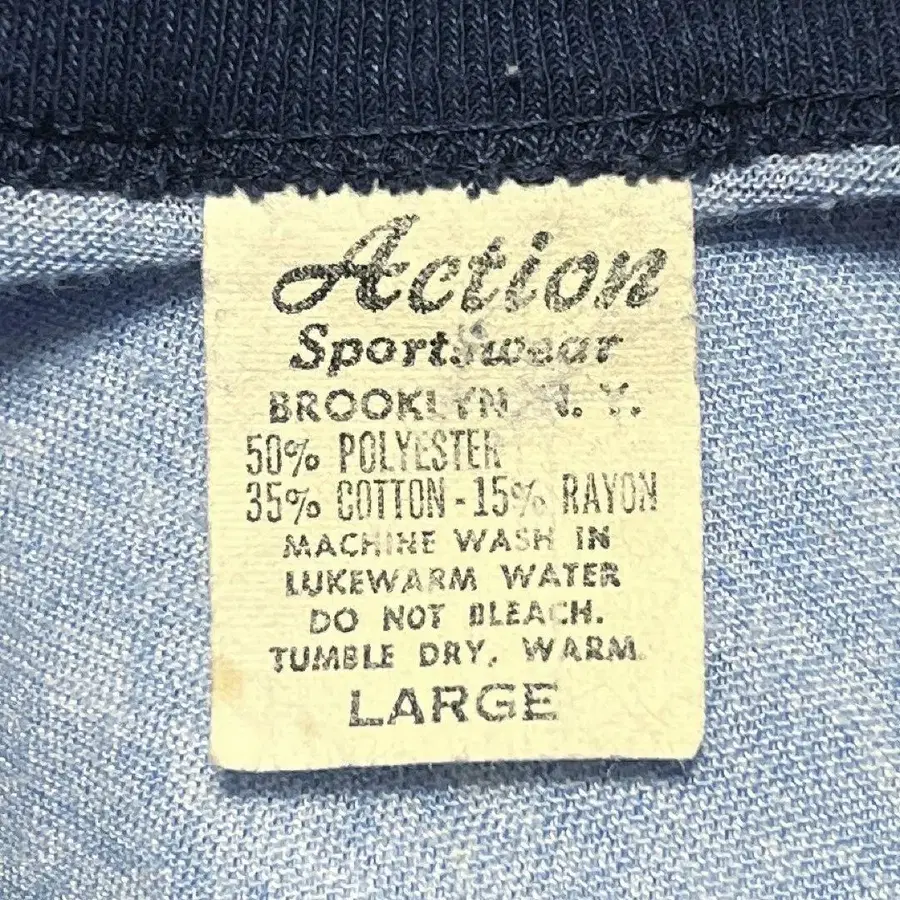 Action
Sportswear
BROOKLYN N. Y.
50% POLYESTER
35% COTTON - 15% RAYON
MACHINE WASH IN
LUKEWARM WATER
DO NOT BLEACH.
TUMBLE DRY, WARM.
LARGE